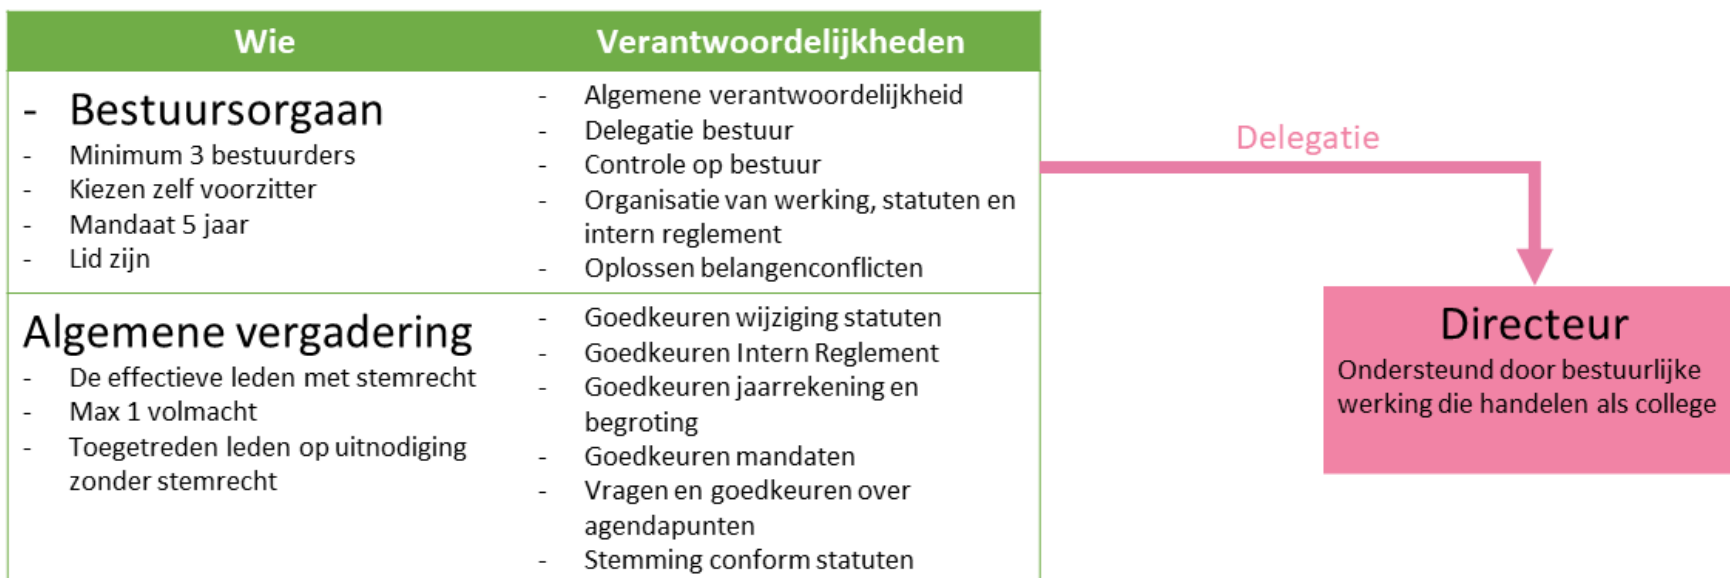 Wie
Verantwoordelijkheden
- Bestuursorgaan
- Minimum 3 bestuurders
- Kiezen zelf voorzitter
- Mandaat 5 jaar
- Lid zijn
- Algemene verantwoordelijkheid
- Delegatie bestuur
- Controle op bestuur
- Organisatie van werking, statuten en
intern reglement
- Oplossen belangenconflicten
Algemene vergadering
- De effectieve leden met stemrecht
- Max 1 volmacht
- Toegetreden leden op uitnodiging
zonder stemrecht
- Goedkeuren wijziging statuten
- Goedkeuren Intern Reglement
- Goedkeuren jaarrekening en
begroting
- Goedkeuren mandaten
- Vragen en goedkeuren over
agendapunten
- Stemming conform statuten
Delegatie
Directeur
Ondersteund door bestuurlijke
werking die handelen als college